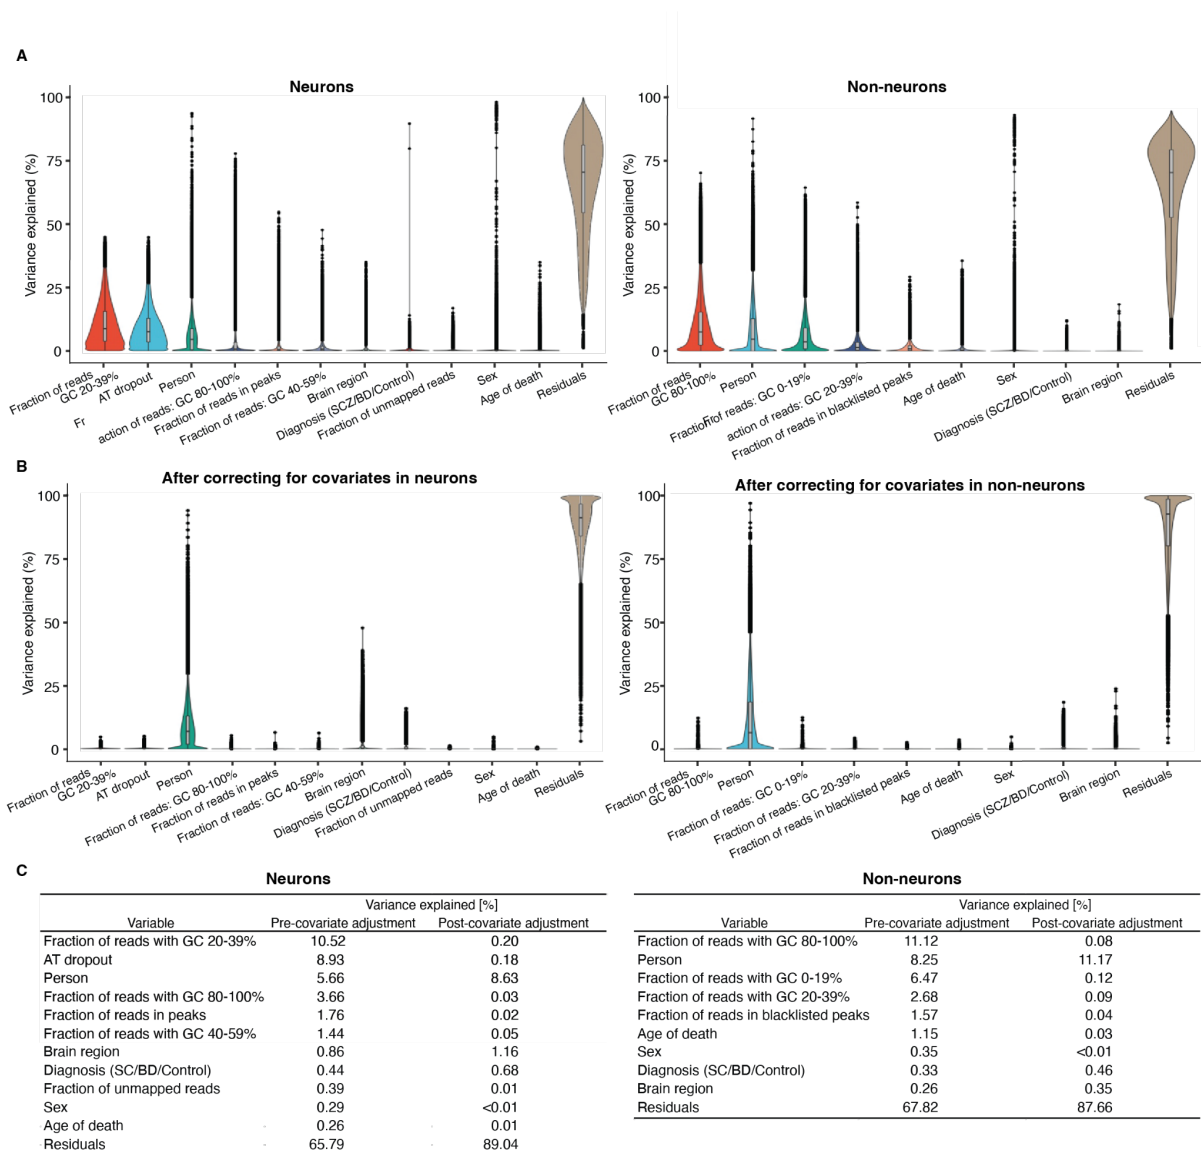 A
Neurons
Non-neurons
Variance explained (%)
100
75
50
25
0
Fraction of reads
GC 20-39%
Fr
AT dropout
Person
action of reads: GC 80-100%
Fraction of reads in peaks
Fraction of reads: GC 40-59%
Brain region
Diagnosis (SCZ/BD/Control)
Fraction of unmapped reads
Sex
Age of death
Residuals
Variance explained (%)
100
75
50
25
0
Fraction of reads
GC 80-100%
Person
Fr of reads: GC 0-19%
Fraction
action of reads: GC 20-39%
Fraction of reads in blacklisted peaks
Age of death
Sex
Diagnosis (SCZ/BD/Control)
Brain region
Residuals
B
After correcting for covariates in neurons
After correcting for covariates in non-neurons
Variance explained (%)
100
75
50
25
0
Fraction of reads
GC 20-39%
AT dropout
Person
Fraction of reads: GC 80-100%
Fraction of reads in peaks
Fraction of reads: GC 40-59%
Brain region
Diagnosis (SCZ/BD/Control)
Fraction of unmapped reads
Sex
Age of death
Residuals
Variance explained (%)
100
75
50
25
0
Fraction of reads
GC 80-100%
Person
Fraction of reads: GC 0-19%
Fraction of reads: GC 20-39%
Fraction of reads in blacklisted peaks
Age of death
Sex
Diagnosis (SCZ/BD/Control)
Brain region
Residuals
C
Neurons
Variance explained [%]
Variable Pre-covariate adjustment Post-covariate adjustment
Fraction of reads with GC 20-39% 10.52 0.20
AT dropout 8.93 0.18
Person 5.66 8.63
Fraction of reads with GC 80-100% 3.66 0.03
Fraction of reads in peaks 1.76 0.02
Fraction of reads with GC 40-59% 1.44 0.05
Brain region 0.86 1.16
Diagnosis (SC/BD/Control) 0.44 0.68
Fraction of unmapped reads 0.39 0.01
Sex 0.29 <0.01
Age of death 0.26 0.01
Residuals 65.79 89.04
Non-neurons
Variance explained [%]
Variable Pre-covariate adjustment Post-covariate adjustment
Fraction of reads with GC 80-100% 11.12 0.08
Person 8.25 11.17
Fraction of reads with GC 0-19% 6.47 0.12
Fraction of reads with GC 20-39% 2.68 0.09
Fraction of reads in blacklisted peaks 1.57 0.04
Age of death 1.15 0.03
Sex 0.35 <0.01
Diagnosis (SC/BD/Control) 0.33 0.46
Brain region 0.26 0.35
Residuals 67.82 87.66